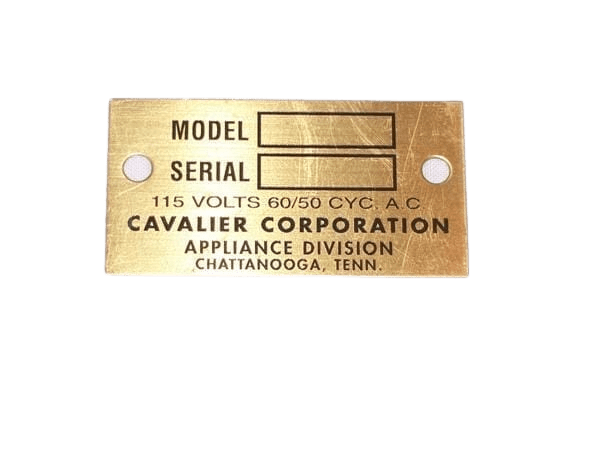 MODEL
SERIAL
115 VOLTS 60/50 CYC. A.C.
CAVALIER CORPORATION
APPLIANCE DIVISION
CHATTANOOGA, TENN.